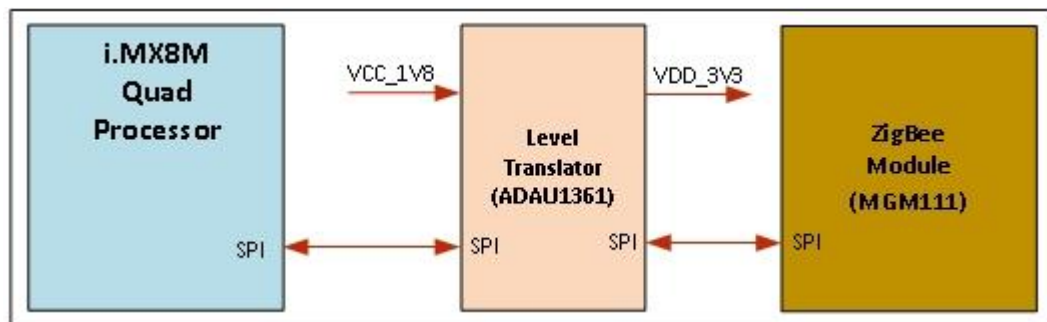 i.MX8M
Quad
Processor
VCC_1V8
VDD_3V3
Level
Translator
(ADAU1361)
ZigBee
Module
(MGM111)
SPI
SPI
SPI
SPI